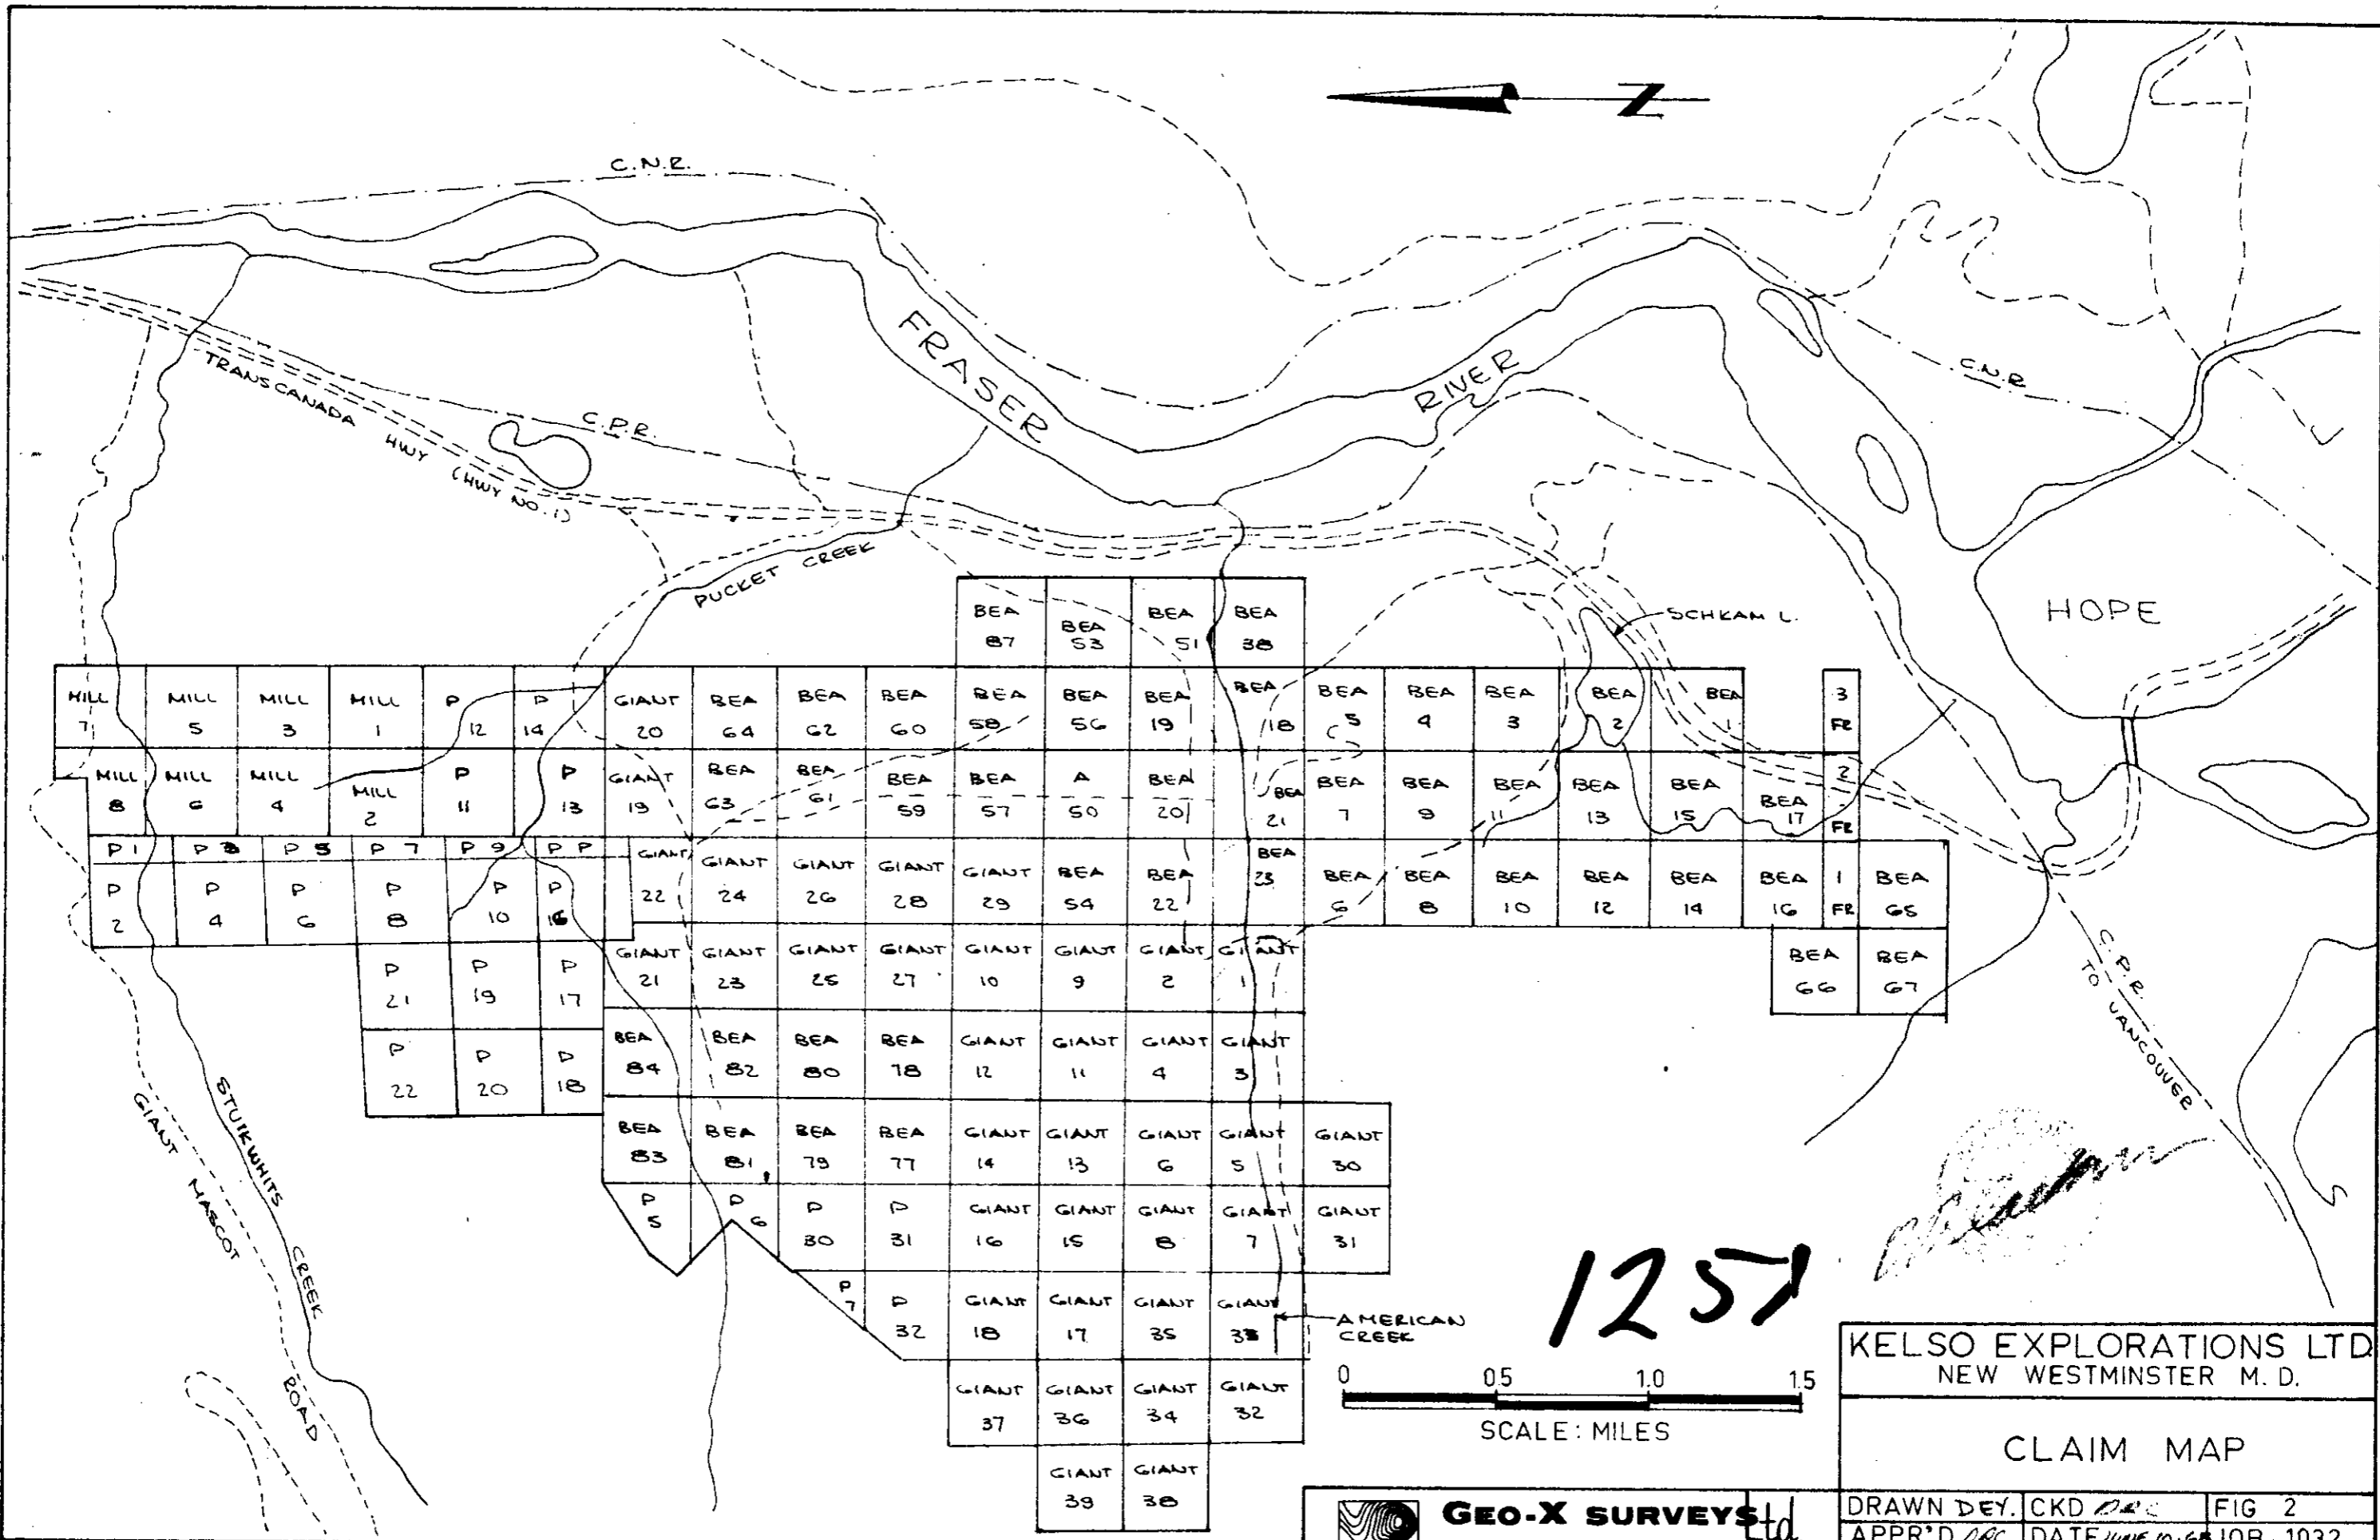 N
C.N.R.
FRASER
RIVER
C.N.R
TRANSCANADA HWY (HWY NO. 1)
C.P.R.
PUCKET CREEK
SCHKAM L.
HOPE
BEA 87
BEA 53
BEA 51
BEA 38
MILL 7
MILL 5
MILL 3
MILL 1
P 12
P 14
GIANT 20
BEA 64
BEA 62
BEA 60
BEA 58
BEA 56
BEA 19
BEA 18
BEA 5
BEA 4
BEA 3
BEA 2
BEA 1
3 FR
MILL 8
MILL 6
MILL 4
MILL 2
P 11
P 13
GIANT 19
BEA 63
BEA 61
BEA 59
BEA 57
A 50
BEA 20
BEA 21
BEA 7
BEA 9
BEA 11
BEA 13
BEA 15
BEA 17
2 FR
P 1
P 3
P 5
P 7
P 9
P P
P 2
P 4
P 6
P 8
P 10
P 16
GIANT 22
GIANT 24
GIANT 26
GIANT 28
GIANT 29
BEA 54
BEA 22
BEA 23
BEA 6
BEA 8
BEA 10
BEA 12
BEA 14
BEA 16
1 FR
BEA 65
P 21
P 19
P 17
GIANT 21
GIANT 23
GIANT 25
GIANT 27
GIANT 10
GIANT 9
GIANT 2
GIANT 1
BEA 66
BEA 67
P 22
P 20
P 18
BEA 84
BEA 82
BEA 80
BEA 78
GIANT 12
GIANT 11
GIANT 4
GIANT 3
BEA 83
BEA 81
BEA 79
BEA 77
GIANT 14
GIANT 13
GIANT 6
GIANT 5
GIANT 30
P 5
P 6
P 30
P 31
GIANT 16
GIANT 15
GIANT 8
GIANT 7
GIANT 31
P 7
P 32
GIANT 18
GIANT 17
GIANT 35
GIANT 33
GIANT 37
GIANT 36
GIANT 34
GIANT 32
GIANT 39
GIANT 38
C.P.R.
TO VANCOUVER
STUKWHITS CREEK
GIANT MASCOT ROAD
AMERICAN
CREEK
1251
0 0.5 1.0 1.5
SCALE: MILES
KELSO EXPLORATIONS LTD
NEW WESTMINSTER M. D.
CLAIM MAP
GEO-X SURVEYS Ltd
DRAWN DEY. CKD FIG 2
APPR'D DATE JOB 1032